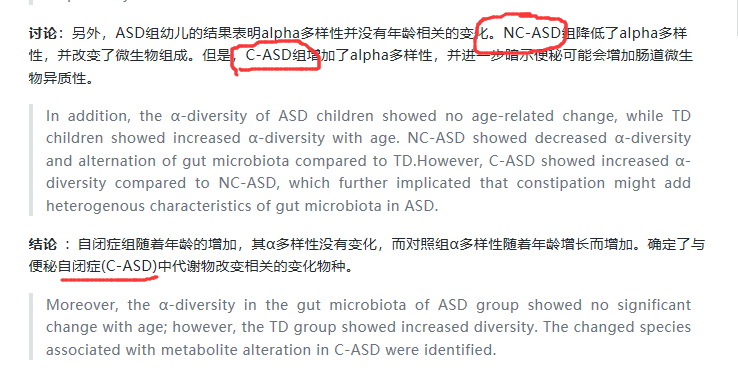 讨论：另外，ASD组幼儿的结果表明alpha多样性并没有年龄相关的变化。NC-ASD组降低了alpha多样
性，并改变了微生物组成。但是，C-ASD组增加了alpha多样性，并进一步暗示便秘可能会增加肠道微生
物异质性。
In addition, the α-diversity of ASD children showed no age-related change, while TD
children showed increased α-diversity with age. NC-ASD showed decreased α-diversity
and alternation of gut microbiota compared to TD.However, C-ASD showed increased α-
diversity compared to NC-ASD, which further implicated that constipation might add
heterogenous characteristics of gut microbiota in ASD.
结论 ：自闭症组随着年龄的增加，其α多样性没有变化，而对照组α多样性随着年龄增长而增加。确定了与
便秘自闭症(C-ASD)中代谢物改变相关的变化物种。
Moreover, the α-diversity in the gut microbiota of ASD group showed no significant
change with age; however, the TD group showed increased diversity. The changed species
associated with metabolite alteration in C-ASD were identified.